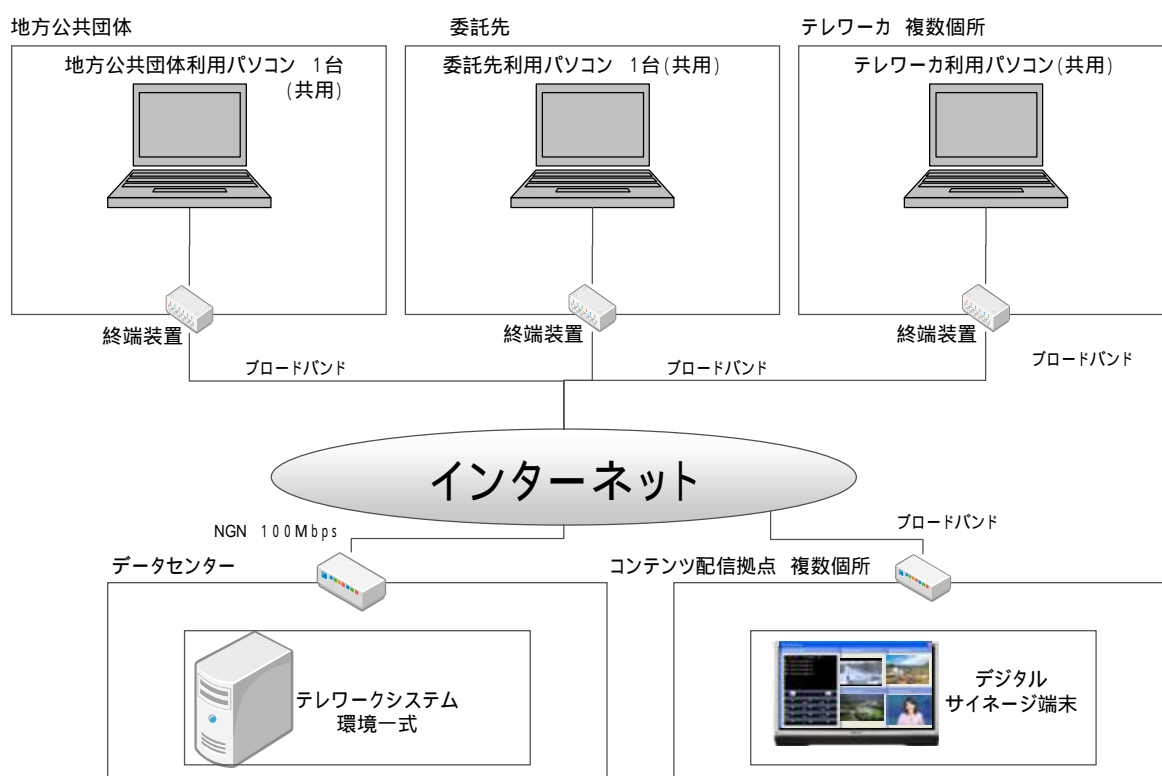 地方公共団体
委託先
テレワーカ 複数個所
地方公共団体利用パソコン 1台
(共用)
委託先利用パソコン 1台(共用)
テレワーカ利用パソコン(共用)
終端装置
終端装置
終端装置
ブロードバンド
ブロードバンド
ブロードバンド
インターネット
NGN 100Mbps
ブロードバンド
データセンター
コンテンツ配信拠点 複数個所
テレワークシステム
環境一式
デジタル
サイネージ端末